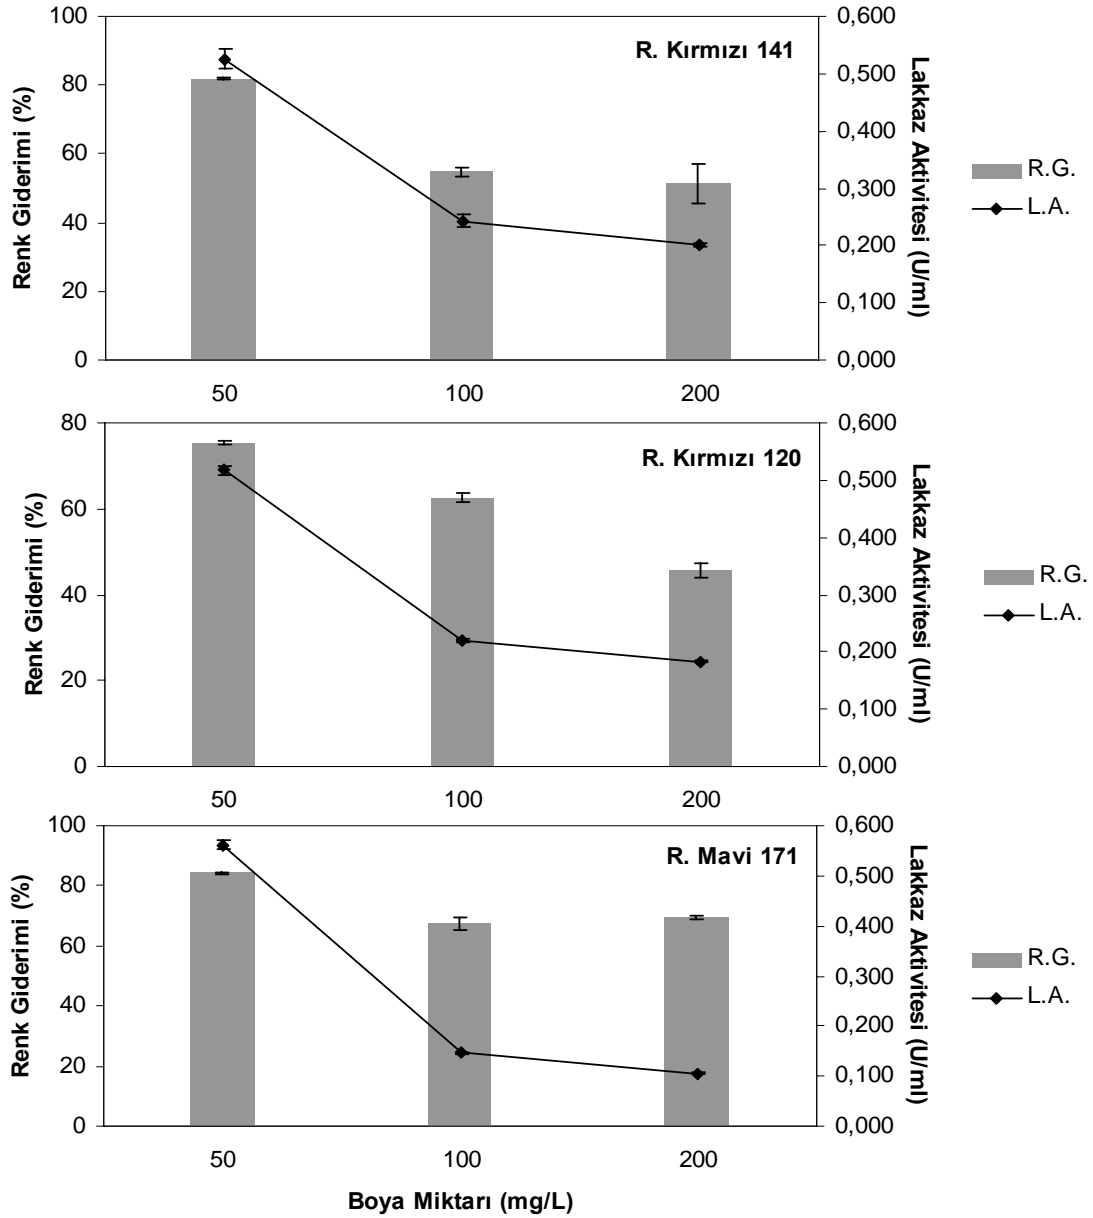 R. Kırmızı 141
Renk Giderimi (%)
100
80
60
40
20
0
0,600
0,500
0,400
0,300
0,200
0,100
0,000
Lakkaz Aktivitesi (U/ml)
50 100 200
R.G.
L.A.
R. Kırmızı 120
Renk Giderimi (%)
80
60
40
20
0
0,600
0,500
0,400
0,300
0,200
0,100
0,000
Lakkaz Aktivitesi (U/ml)
50 100 200
R.G.
L.A.
R. Mavi 171
Renk Giderimi (%)
100
80
60
40
20
0
0,600
0,500
0,400
0,300
0,200
0,100
0,000
Lakkaz Aktivitesi (U/ml)
50 100 200
R.G.
L.A.
Boya Miktarı (mg/L)